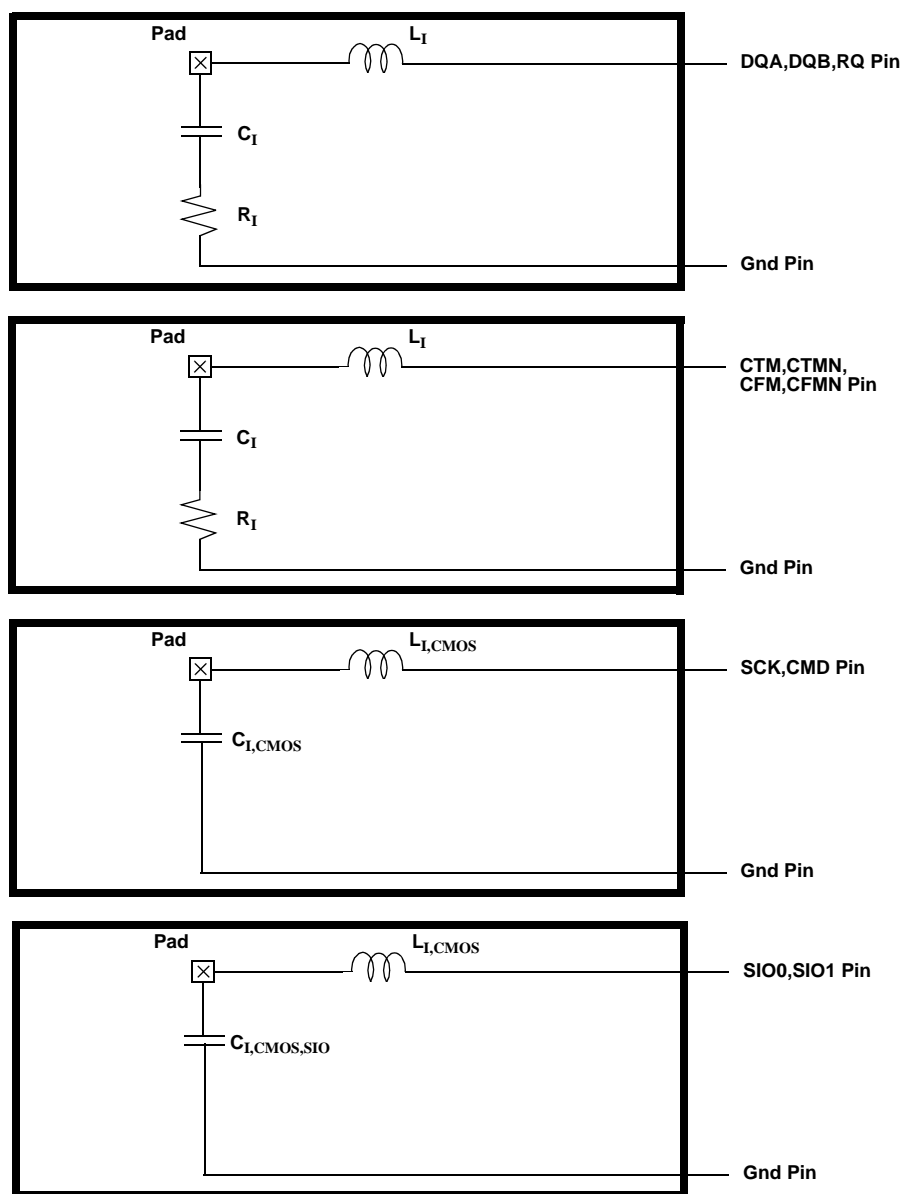 Pad
L_I
DQA,DQB,RQ Pin
C_I
R_I
Gnd Pin
Pad
L_I
CTM,CTMN,
CFM,CFMN Pin
C_I
R_I
Gnd Pin
Pad
L_I,CMOS
SCK,CMD Pin
C_I,CMOS
Gnd Pin
Pad
L_I,CMOS
SIO0,SIO1 Pin
C_I,CMOS,SIO
Gnd Pin